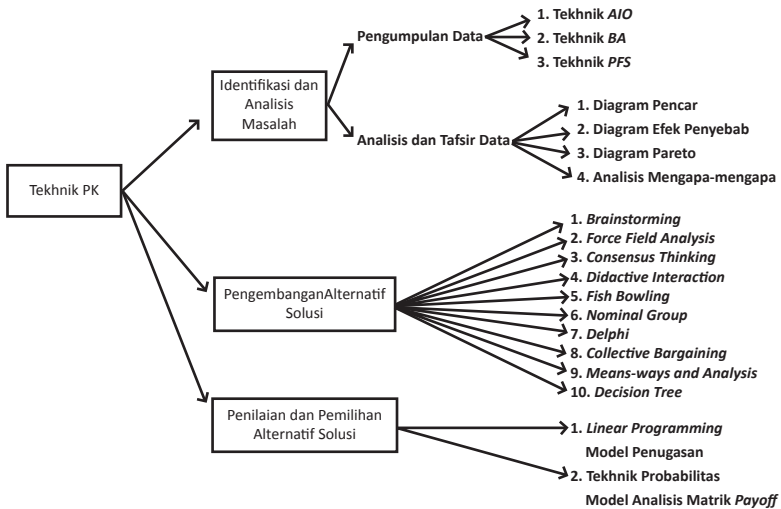 Tekhnik PK
Identifikasi dan
Analisis
Masalah
Pengumpulan Data
1. Tekhnik AIO
2. Tekhnik BA
3. Tekhnik PFS
Analisis dan Tafsir Data
1. Diagram Pencar
2. Diagram Efek Penyebab
3. Diagram Pareto
4. Analisis Mengapa-mengapa
PengembanganAlternatif
Solusi
1. Brainstorming
2. Force Field Analysis
3. Consensus Thinking
4. Didactive Interaction
5. Fish Bowling
6. Nominal Group
7. Delphi
8. Collective Bargaining
9. Means-ways and Analysis
10. Decision Tree
Penilaian dan Pemilihan
Alternatif Solusi
1. Linear Programming
Model Penugasan
2. Tekhnik Probabilitas
Model Analisis Matrik Payoff